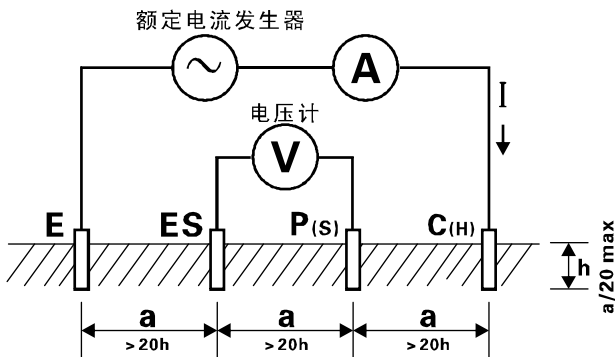 额定电流发生器
A
I
电压计
V
E ES P(S) C(H)
h
a/20 max
a a a
>20h >20h >20h